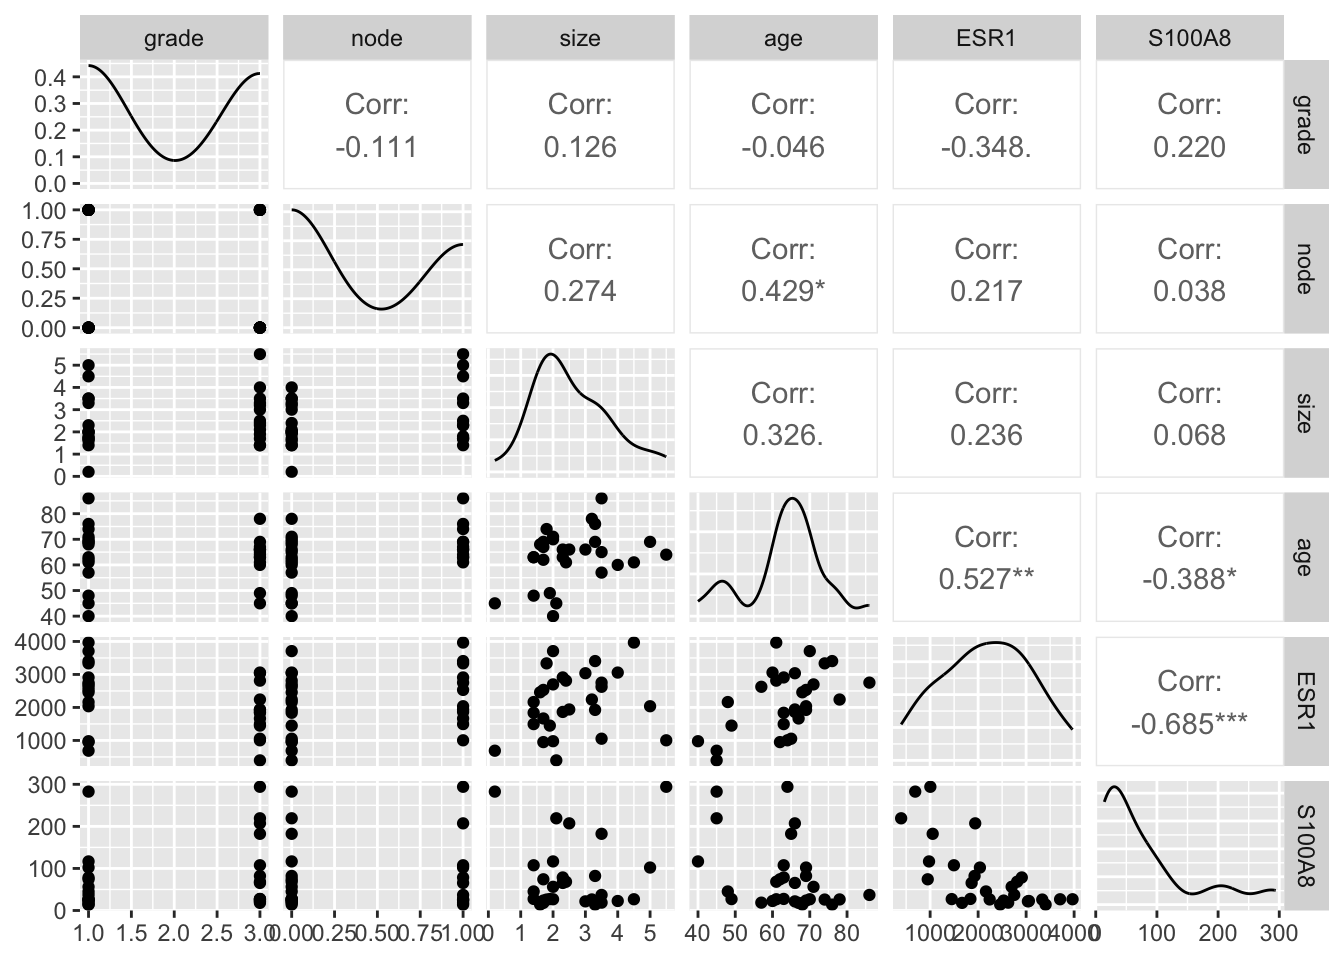 grade node size age ESR1 S100A8
0.4
0.3
0.2
0.1
0.0
Corr:
-0.111
Corr:
0.126
Corr:
-0.046
Corr:
-0.348.
Corr:
0.220
grade
1.00
0.75
0.50
0.25
0.00
Corr:
0.274
Corr:
0.429*
Corr:
0.217
Corr:
0.038
node
5
4
3
2
1
0
Corr:
0.326.
Corr:
0.236
Corr:
0.068
size
80
70
60
50
40
Corr:
0.527**
Corr:
-0.388*
age
4000
3000
2000
1000
Corr:
-0.685***
ESR1
300
200
100
0
S100A8
1.0 1.5 2.0 2.5 3.0
0.00 0.25 0.50 0.75 1.00
0 1 2 3 4 5
40 50 60 70 80
1000 2000 3000 4000
0 100 200 300